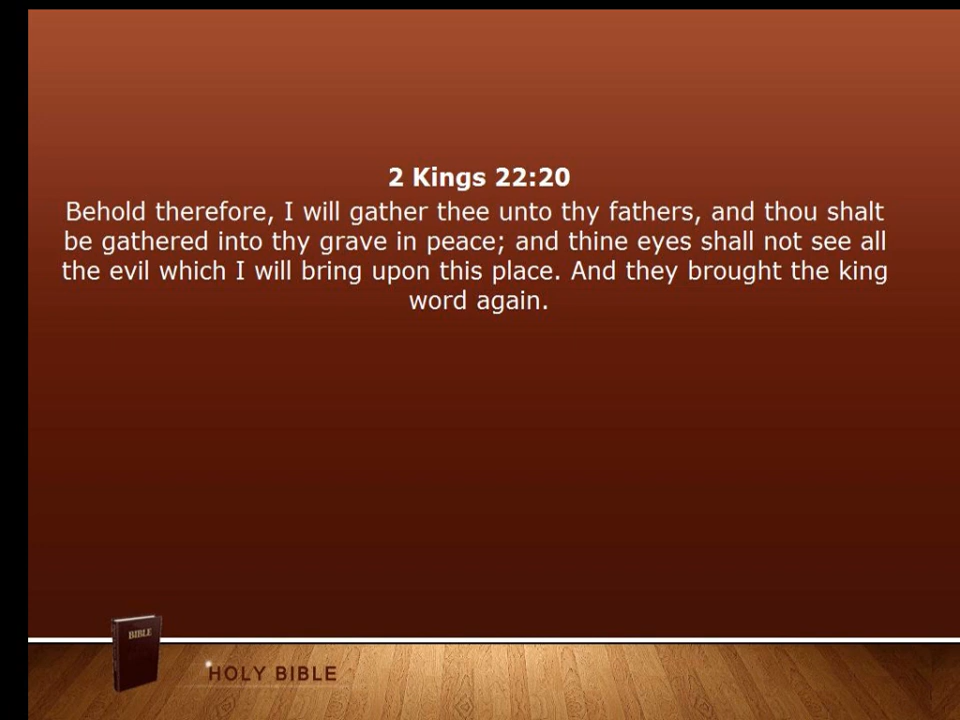 2 Kings 22:20
Behold therefore, I will gather thee unto thy fathers, and thou shalt
be gathered into thy grave in peace; and thine eyes shall not see all
the evil which I will bring upon this place. And they brought the king
word again.
BIBLE
HOLY BIBLE